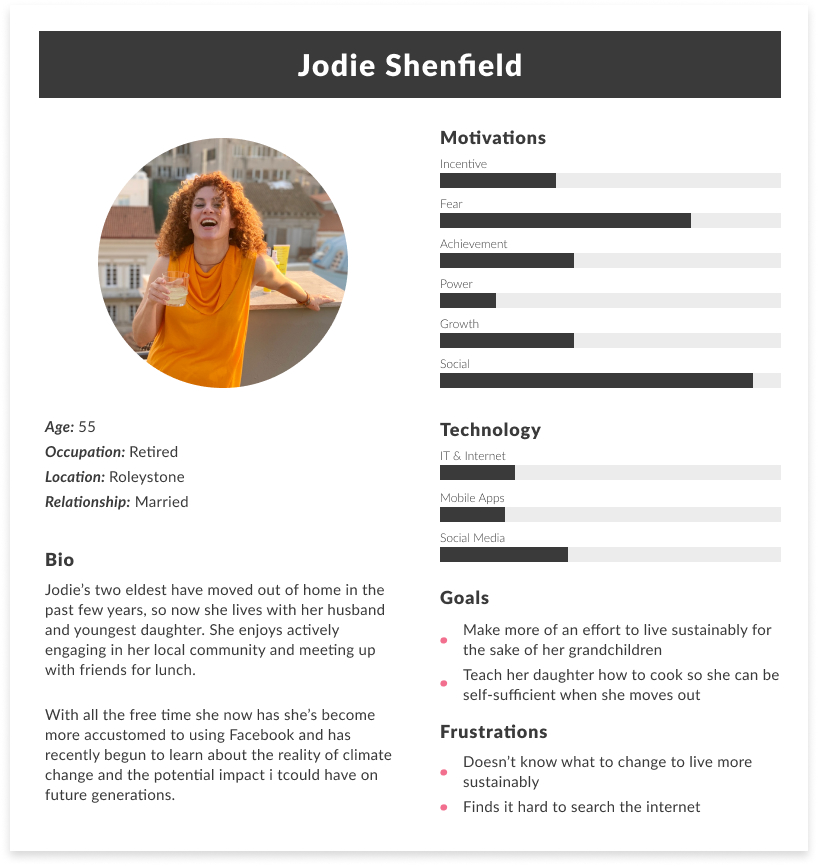 Jodie Shenfield
Age: 55
Occupation: Retired
Location: Roleystone
Relationship: Married
Bio
Jodie’s two eldest have moved out of home in the
past few years, so now she lives with her husband
and youngest daughter. She enjoys actively
engaging in her local community and meeting up
with friends for lunch.
With all the free time she now has she’s become
more accustomed to using Facebook and has
recently begun to learn about the reality of climate
change and the potential impact i tcould have on
future generations.
Motivations
Incentive
Fear
Achievement
Power
Growth
Social
Technology
IT & Internet
Mobile Apps
Social Media
Goals
Make more of an effort to live sustainably for
the sake of her grandchildren
Teach her daughter how to cook so she can be
self-sufficient when she moves out
Frustrations
Doesn’t know what to change to live more
sustainably
Finds it hard to search the internet